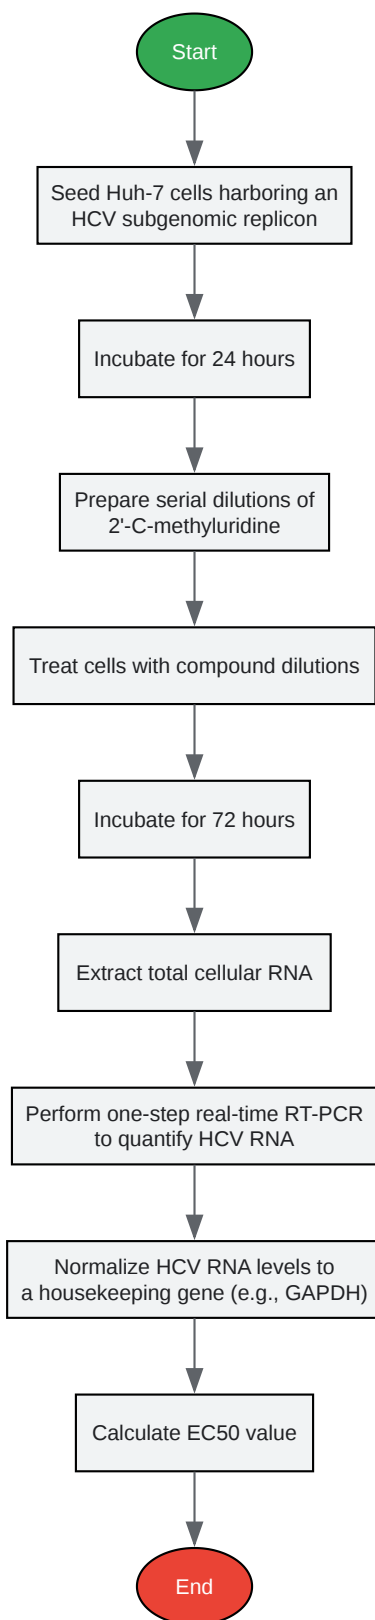 Start
Seed Huh-7 cells harboring an
HCV subgenomic replicon
Incubate for 24 hours
Prepare serial dilutions of
2'-C-methyluridine
Treat cells with compound dilutions
Incubate for 72 hours
Extract total cellular RNA
Perform one-step real-time RT-PCR
to quantify HCV RNA
Normalize HCV RNA levels to
a housekeeping gene (e.g., GAPDH)
Calculate EC50 value
End